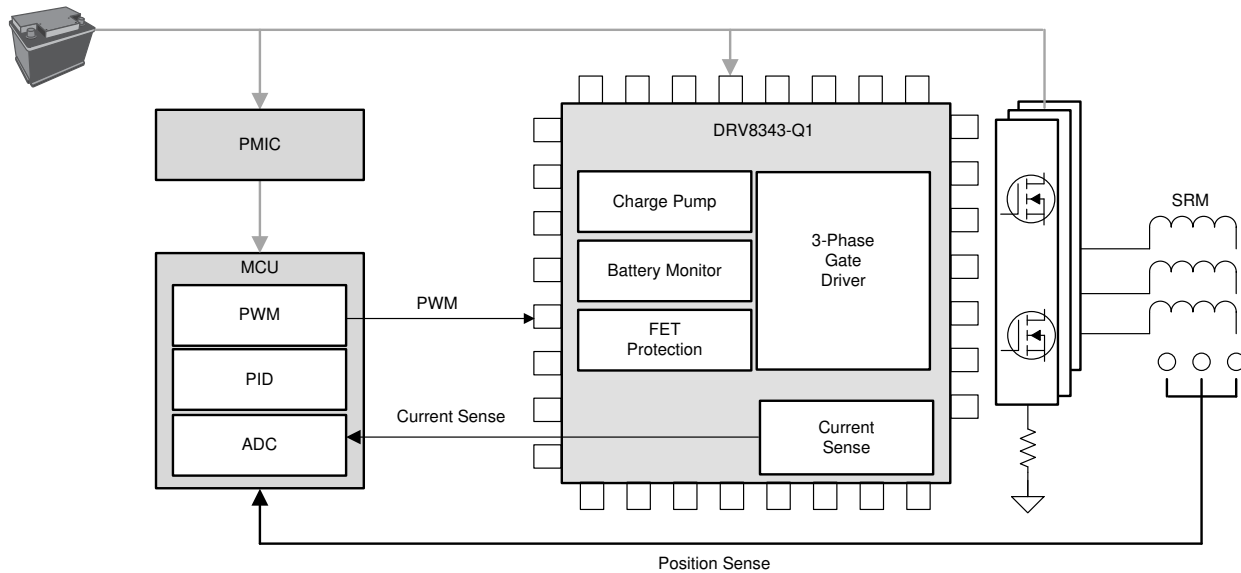 DRV8343-Q1
PMIC
Charge Pump
3-Phase
Gate
Driver
SRM
MCU
Battery Monitor
PWM
PWM
FET
Protection
PID
Current Sense
ADC
Current
Sense
Position Sense